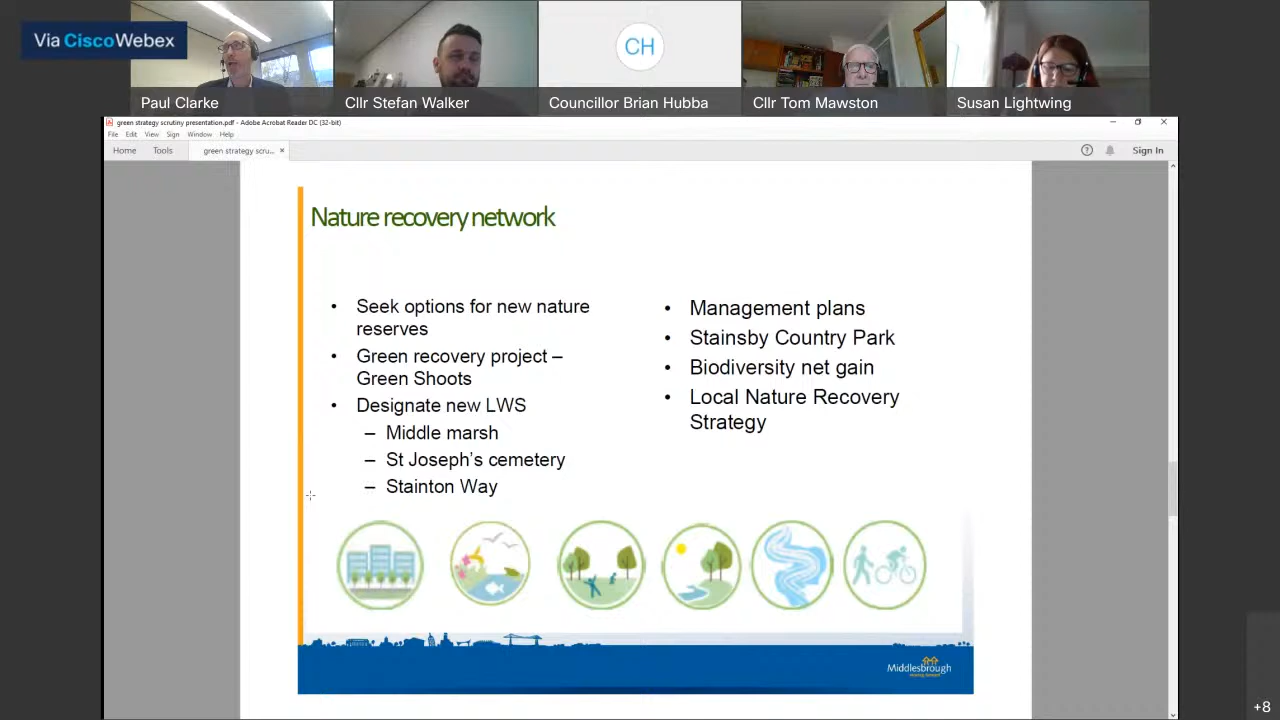 Via Cisco Webex
Paul Clarke
Cllr Stefan Walker
CH
Councillor Brian Hubba
Cllr Tom Mawston
Susan Lightwing
green strategy scrutiny presentation.pdf - Adobe Acrobat Reader DC (32-bit)
File Edit View Sign Window Help
Home Tools green strategy scru... × Sign In
Nature recovery network
• Seek options for new nature
reserves
• Green recovery project –
Green Shoots
• Designate new LWS
– Middle marsh
– St Joseph's cemetery
– Stainton Way
• Management plans
• Stainsby Country Park
• Biodiversity net gain
• Local Nature Recovery
Strategy
Middlesbrough
+8